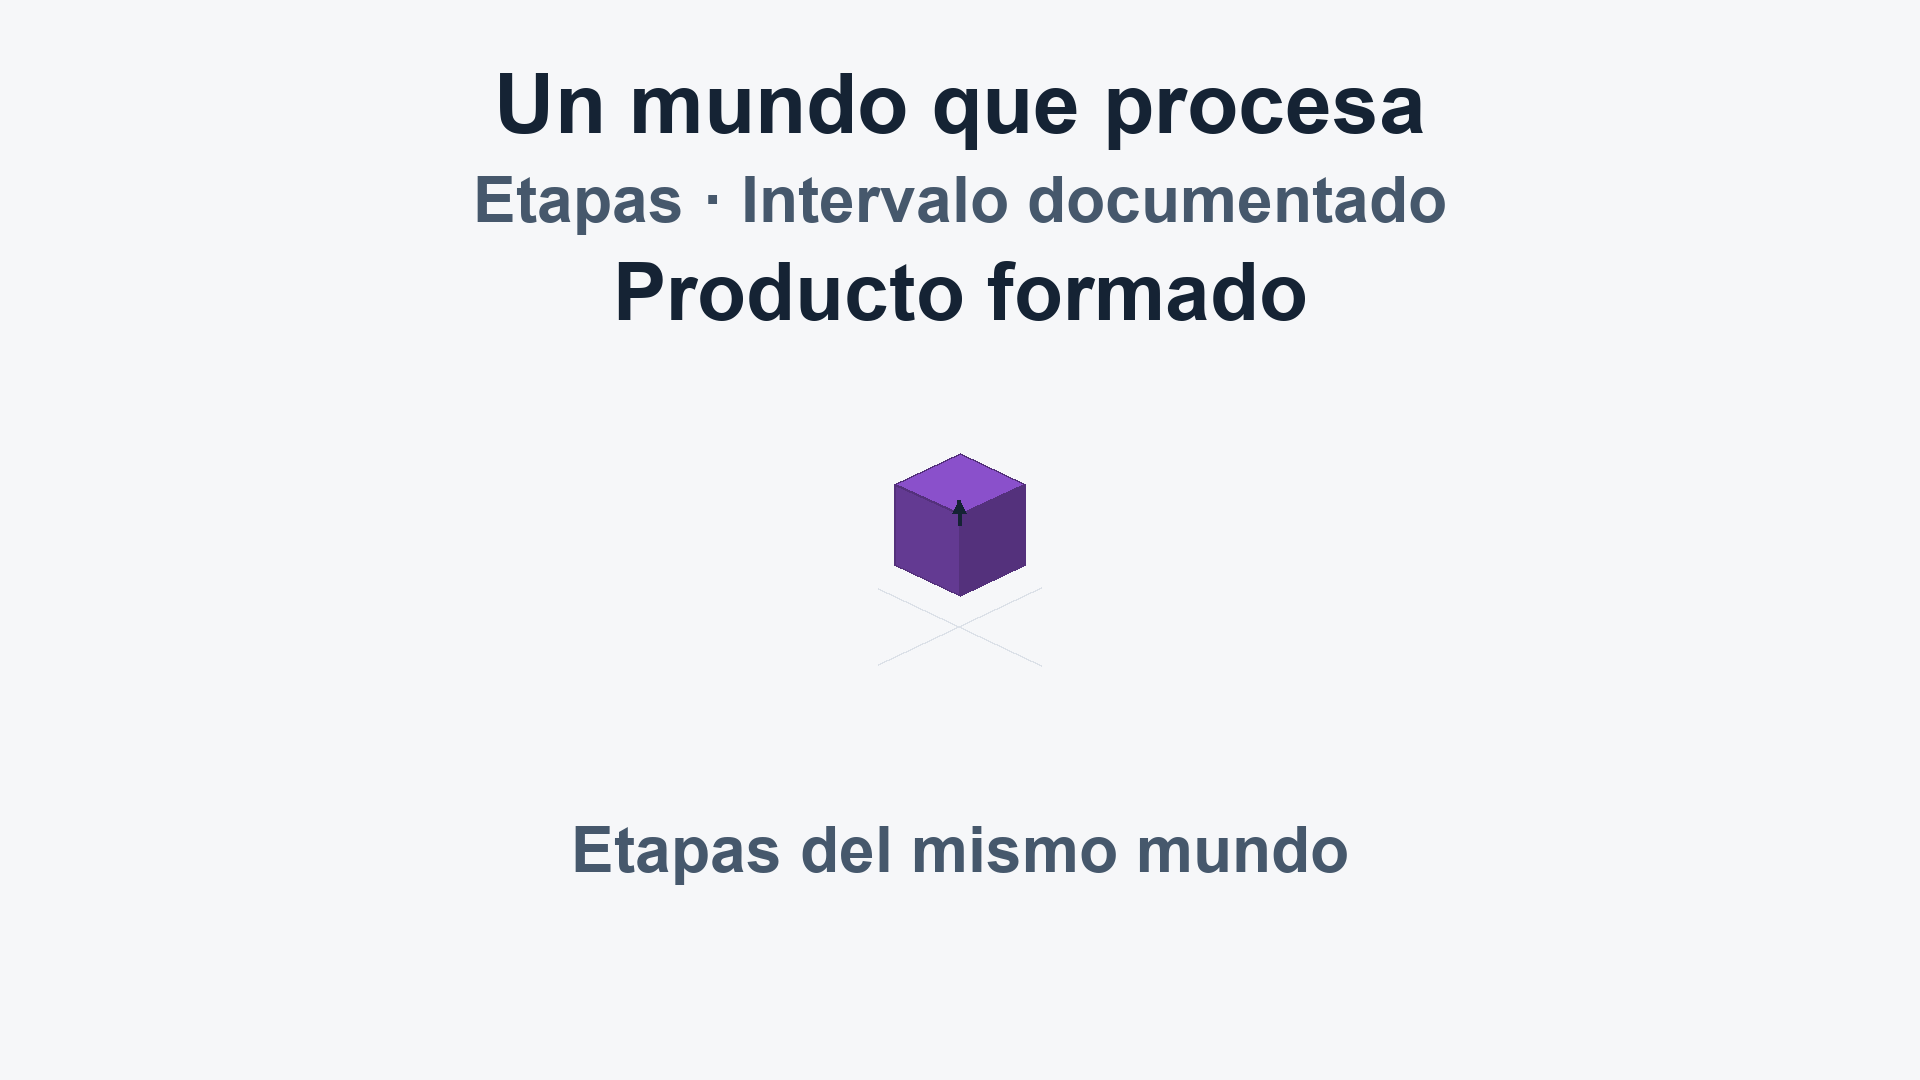 Un mundo que procesa
Etapas · Intervalo documentado
Producto formado
Etapas del mismo mundo